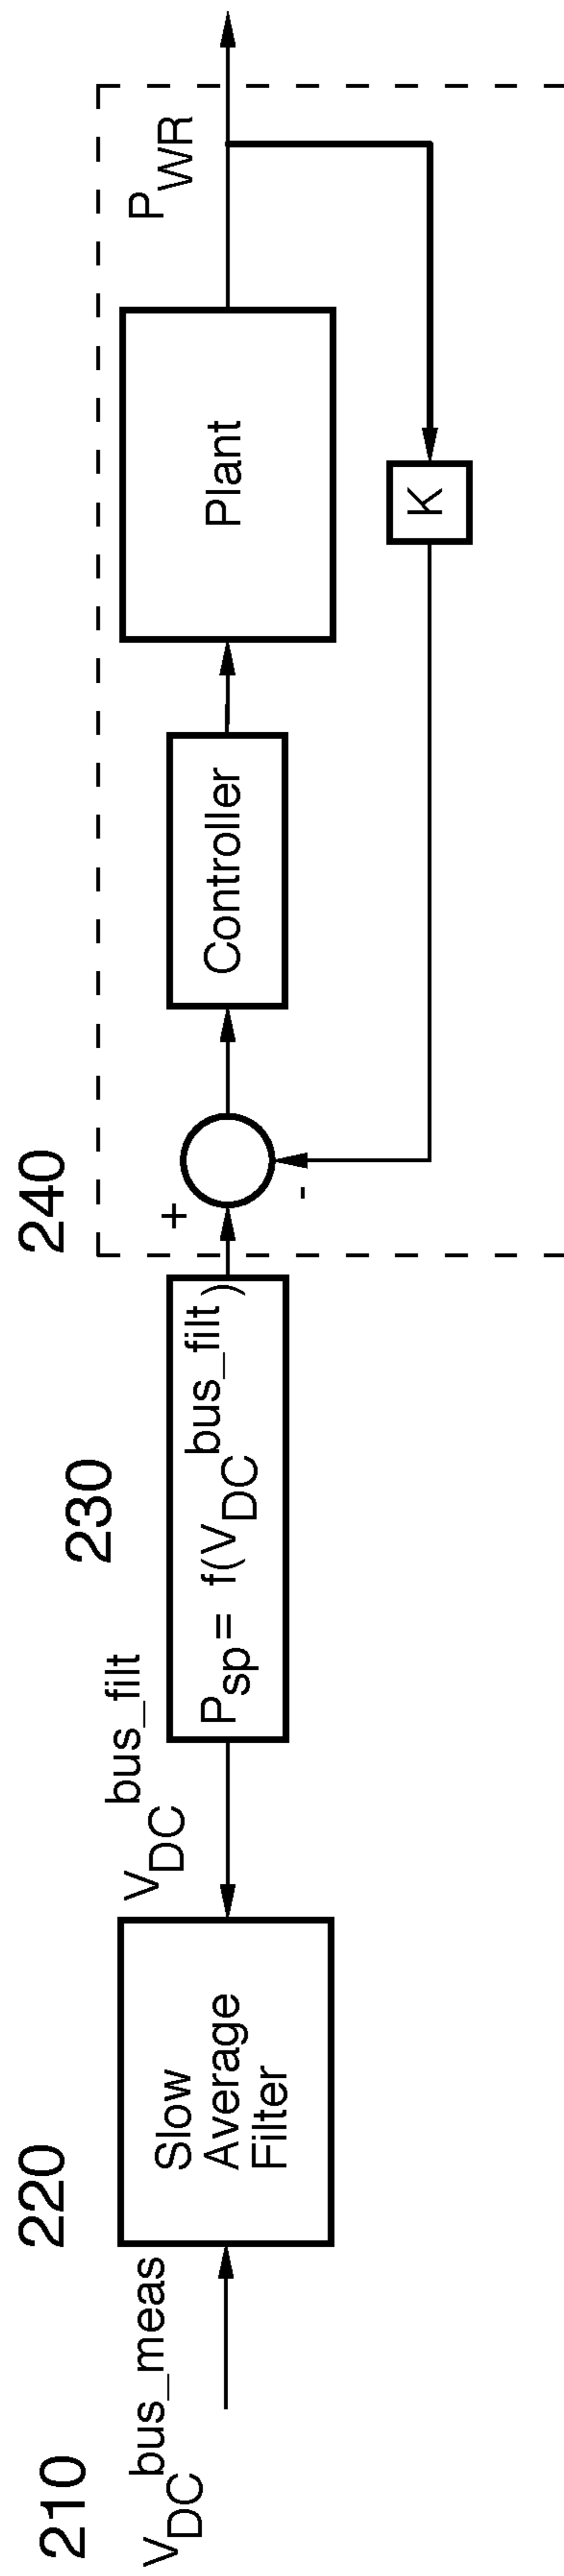 210
V_DC^bus_meas
220
Slow
Average
Filter
V_DC^bus_filt
230
P_sp = f(V_DC^bus_filt)
240
+
-
Controller
Plant
K
P_WR